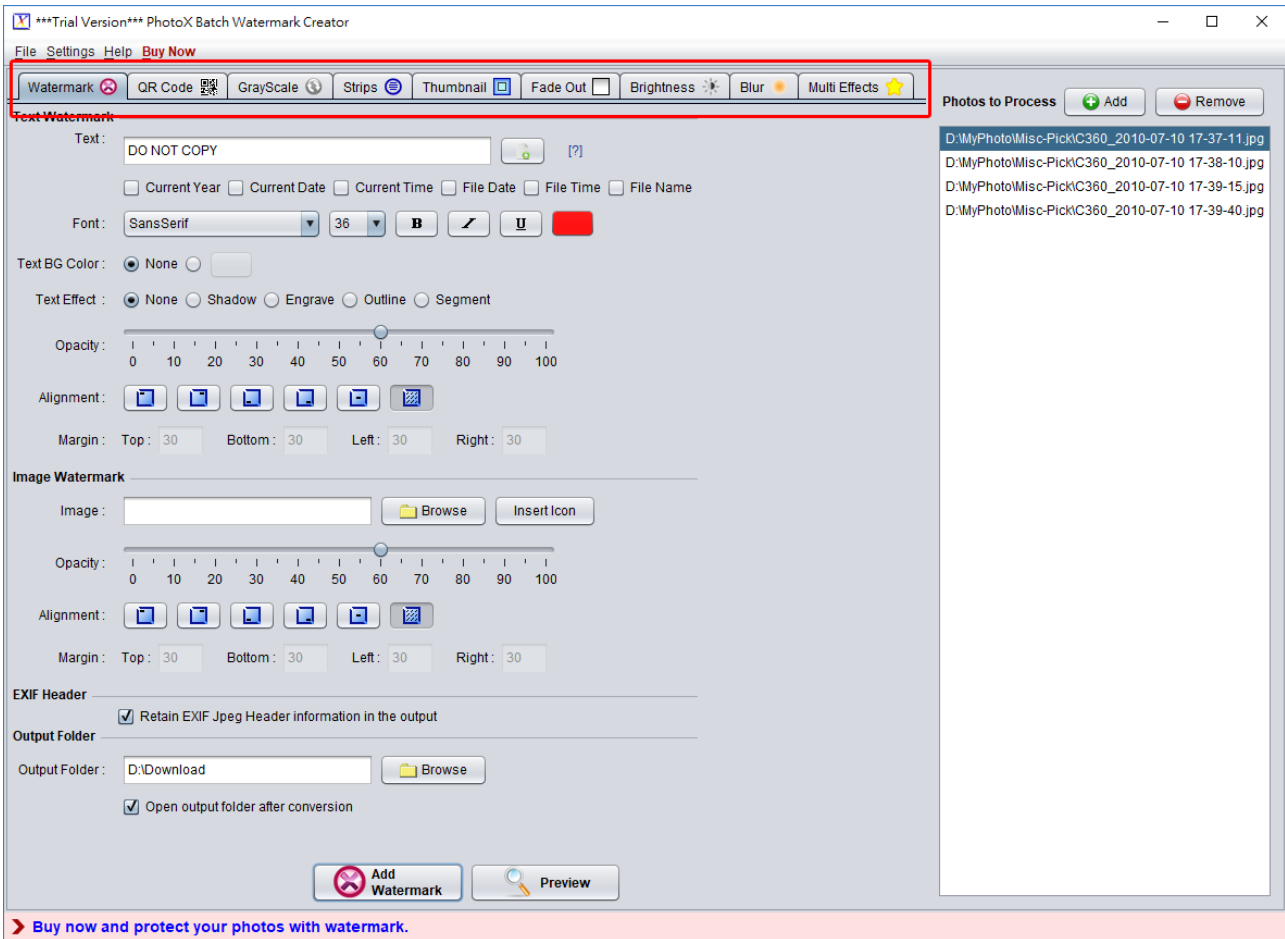 ***Trial Version*** PhotoX Batch Watermark Creator
File Settings Help Buy Now
Watermark QR Code GrayScale Strips Thumbnail Fade Out Brightness Blur Multi Effects
Photos to Process Add Remove
Text Watermark
Text : DO NOT COPY [?]
Current Year Current Date Current Time File Date File Time File Name
Font : SansSerif 36 B I U
Text BG Color : None
Text Effect : None Shadow Engrave Outline Segment
Opacity :
0 10 20 30 40 50 60 70 80 90 100
Alignment :
Margin : Top : 30 Bottom : 30 Left : 30 Right : 30
Image Watermark
Image : Browse Insert Icon
Opacity :
0 10 20 30 40 50 60 70 80 90 100
Alignment :
Margin : Top : 30 Bottom : 30 Left : 30 Right : 30
EXIF Header
Retain EXIF Jpeg Header information in the output
Output Folder
Output Folder : D:\Download Browse
Open output folder after conversion
Add
Watermark
Preview
D:\MyPhoto\Misc-Pick\C360_2010-07-10 17-37-11.jpg
D:\MyPhoto\Misc-Pick\C360_2010-07-10 17-38-10.jpg
D:\MyPhoto\Misc-Pick\C360_2010-07-10 17-39-15.jpg
D:\MyPhoto\Misc-Pick\C360_2010-07-10 17-39-40.jpg
Buy now and protect your photos with watermark.